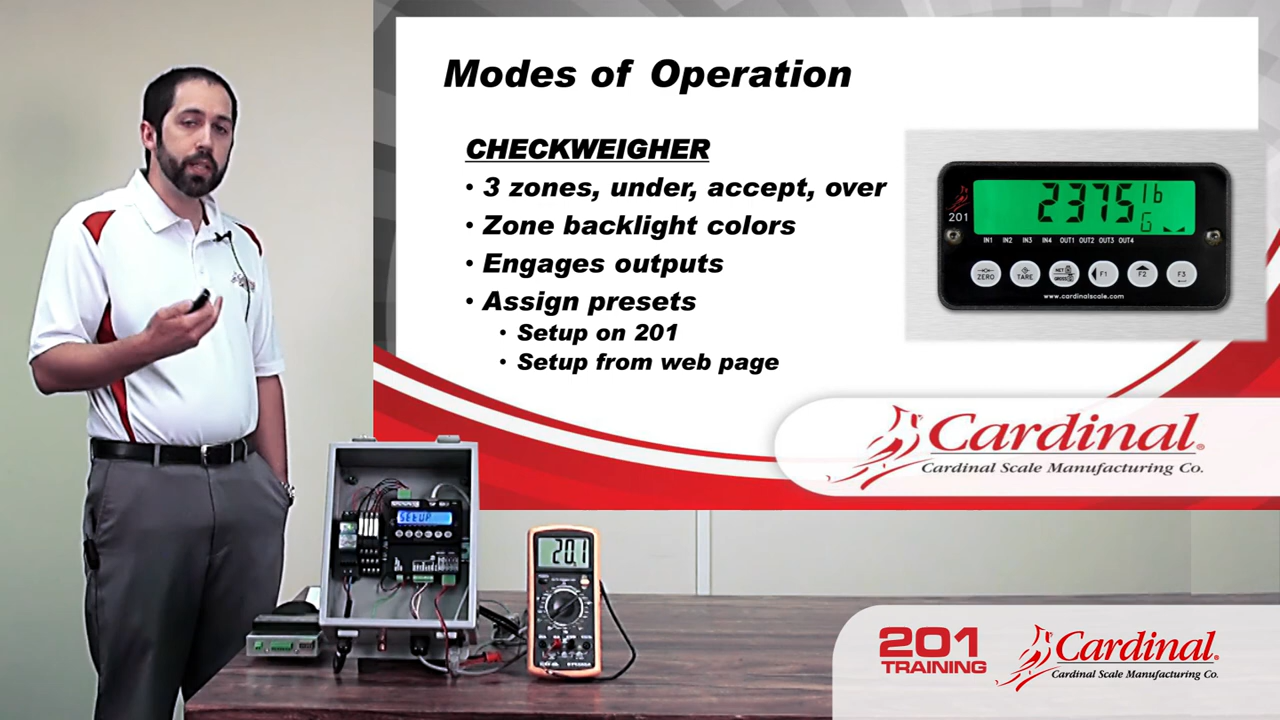 Modes of Operation
CHECKWEIGHER
• 3 zones, under, accept, over
• Zone backlight colors
• Engages outputs
• Assign presets
• Setup on 201
• Setup from web page
2375 lb
G
201
IN1 IN2 IN3 IN4 OUT1 OUT2 OUT3 OUT4
ZERO TARE NET GROSS F1 F2 F3
www.cardinalscale.com
Cardinal®
Cardinal Scale Manufacturing Co.
SETUP
20.1
201
TRAINING
Cardinal®
Cardinal Scale Manufacturing Co.